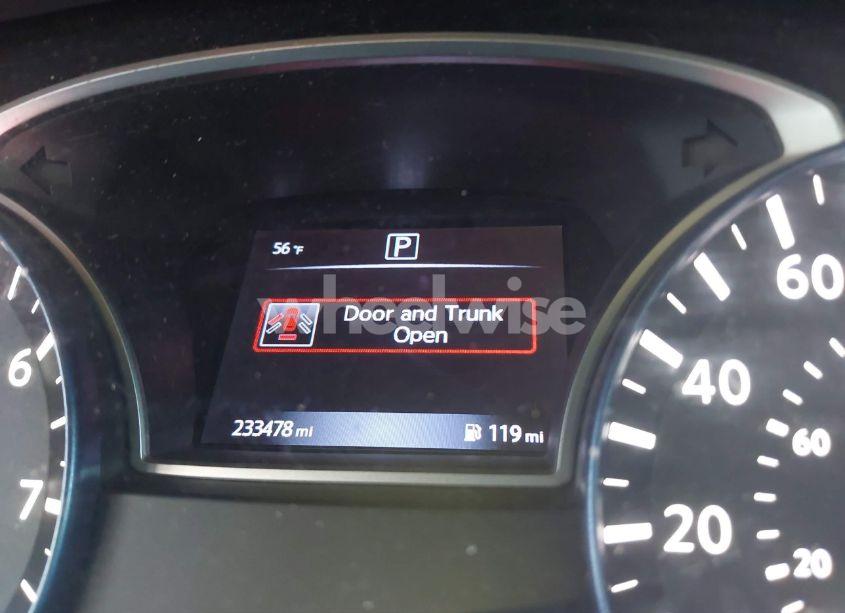 56 °F
P
Door and Trunk
Open
wheelwise
233478 mi
119 mi
6
7
60
40
20
60
20